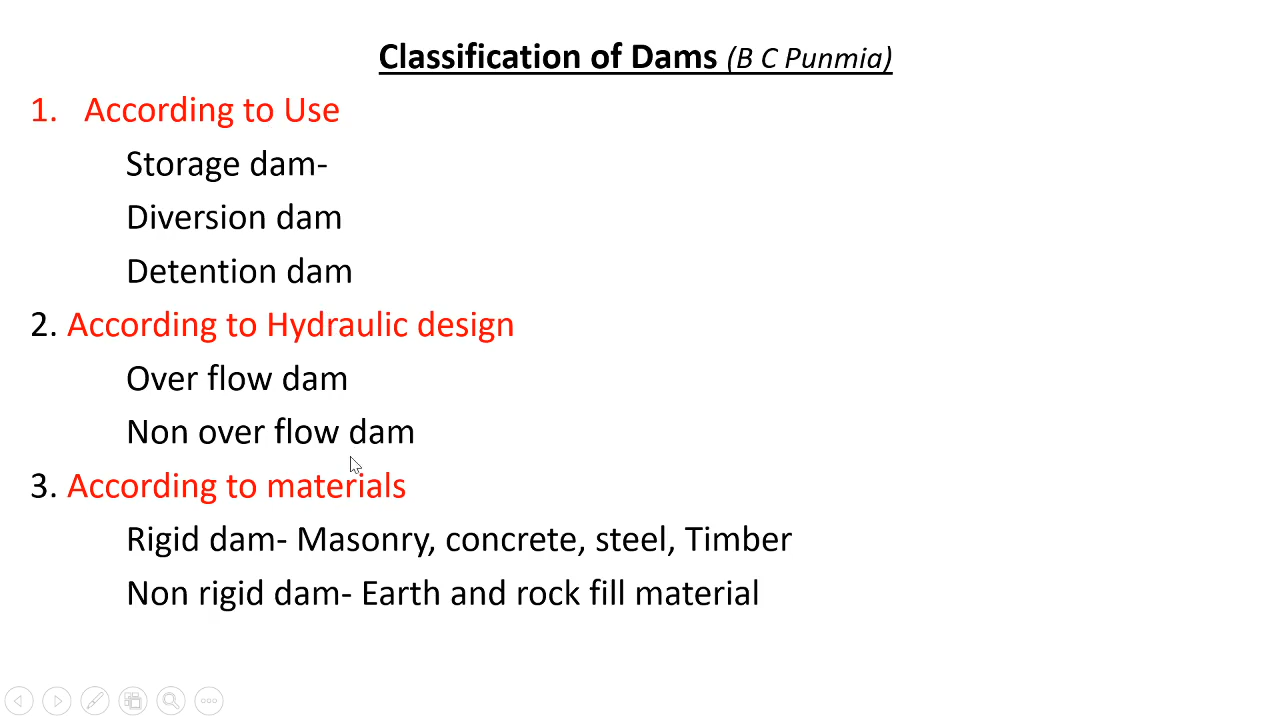 Classification of Dams (B C Punmia)
1. According to Use
Storage dam-
Diversion dam
Detention dam
2. According to Hydraulic design
Over flow dam
Non over flow dam
3. According to materials
Rigid dam- Masonry, concrete, steel, Timber
Non rigid dam- Earth and rock fill material